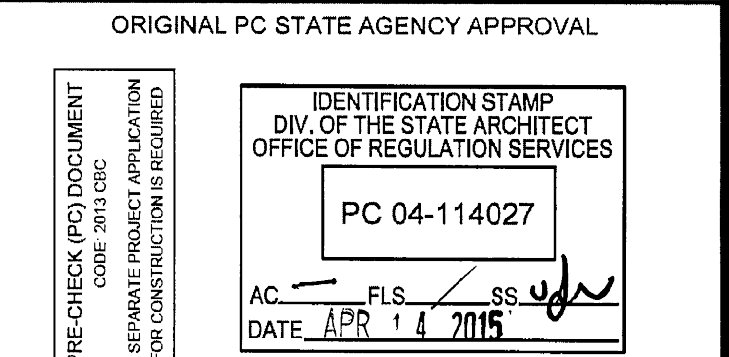 ORIGINAL PC STATE AGENCY APPROVAL
PRE-CHECK (PC) DOCUMENT
CODE: 2013 CBC
SEPARATE PROJECT APPLICATION
FOR CONSTRUCTION IS REQUIRED
IDENTIFICATION STAMP
DIV. OF THE STATE ARCHITECT
OFFICE OF REGULATION SERVICES
PC 04-114027
AC FLS SS
DATE APR 14 2015